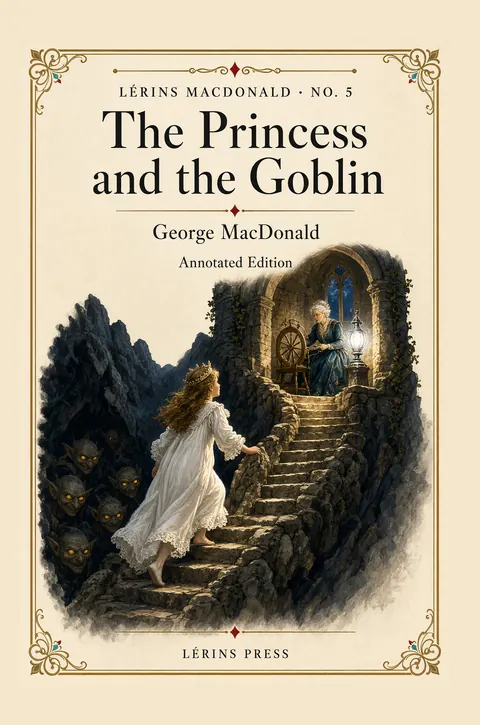 LÉRINS MACDONALD · NO. 5
The Princess
and the Goblin
George MacDonald
Annotated Edition
LÉRINS PRESS